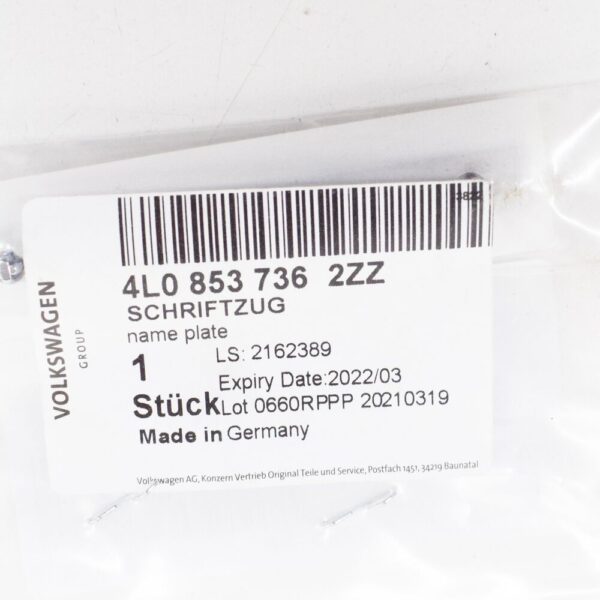 3822
4L0 853 736 2ZZ
SCHRIFTZUG
name plate
1
LS: 2162389
Expiry Date:2022/03
Stück Lot 0660RPPP 20210319
Made in Germany
Volkswagen AG, Konzern Vertrieb Original Teile und Service, Postfach 1451, 34219 Baunatal
VOLKSWAGEN
GROUP